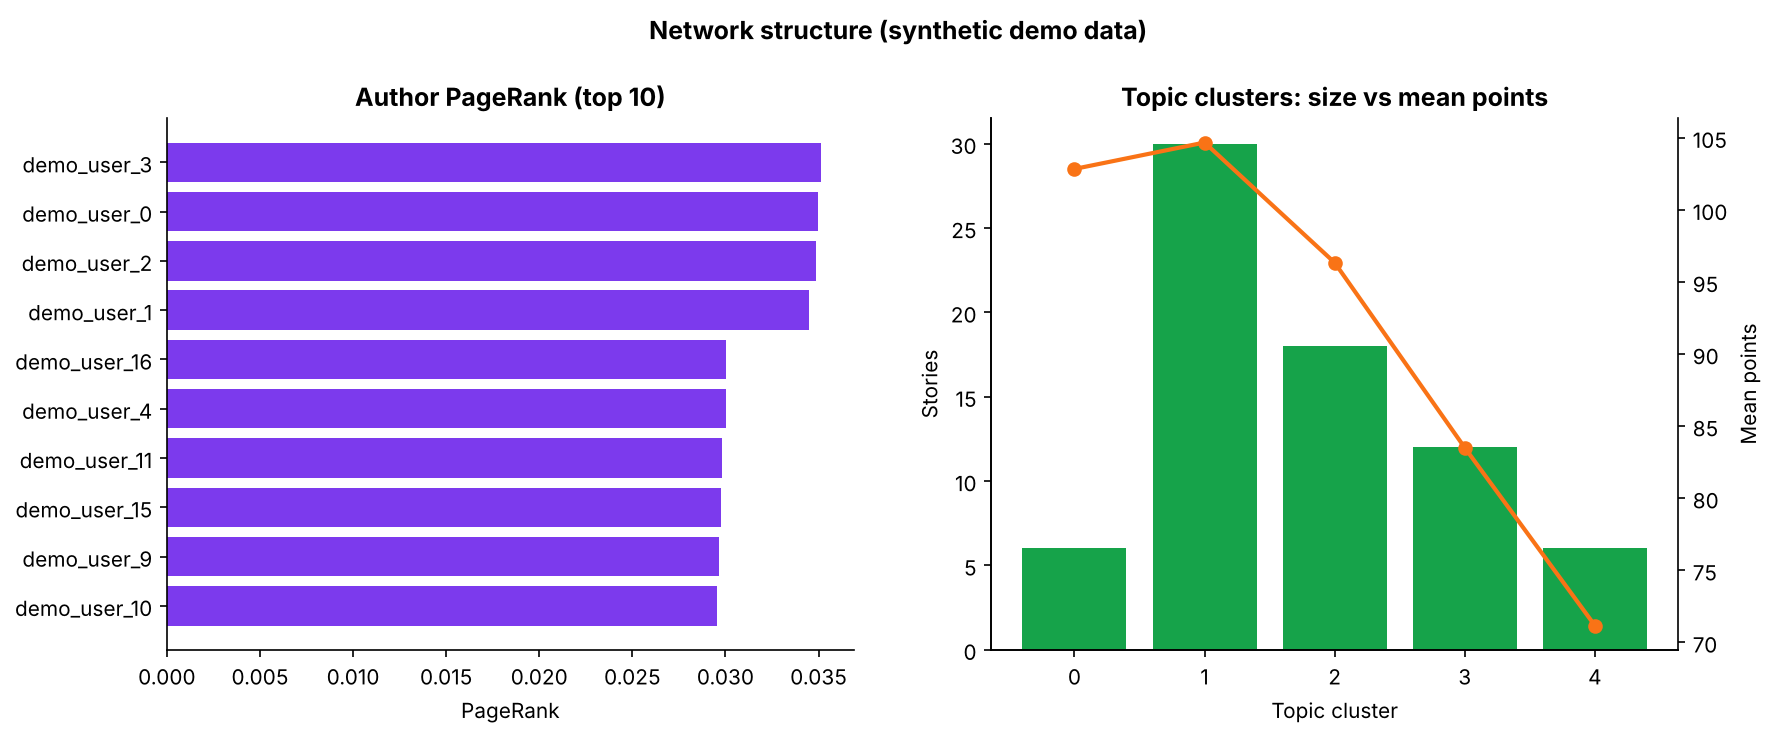 Network structure (synthetic demo data)
Author PageRank (top 10)
demo_user_3
demo_user_0
demo_user_2
demo_user_1
demo_user_16
demo_user_4
demo_user_11
demo_user_15
demo_user_9
demo_user_10
0.000 0.005 0.010 0.015 0.020 0.025 0.030 0.035
PageRank
Topic clusters: size vs mean points
Stories
30
25
20
15
10
5
0
0 1 2 3 4
Topic cluster
105
100
95
90
85
80
75
70
Mean points